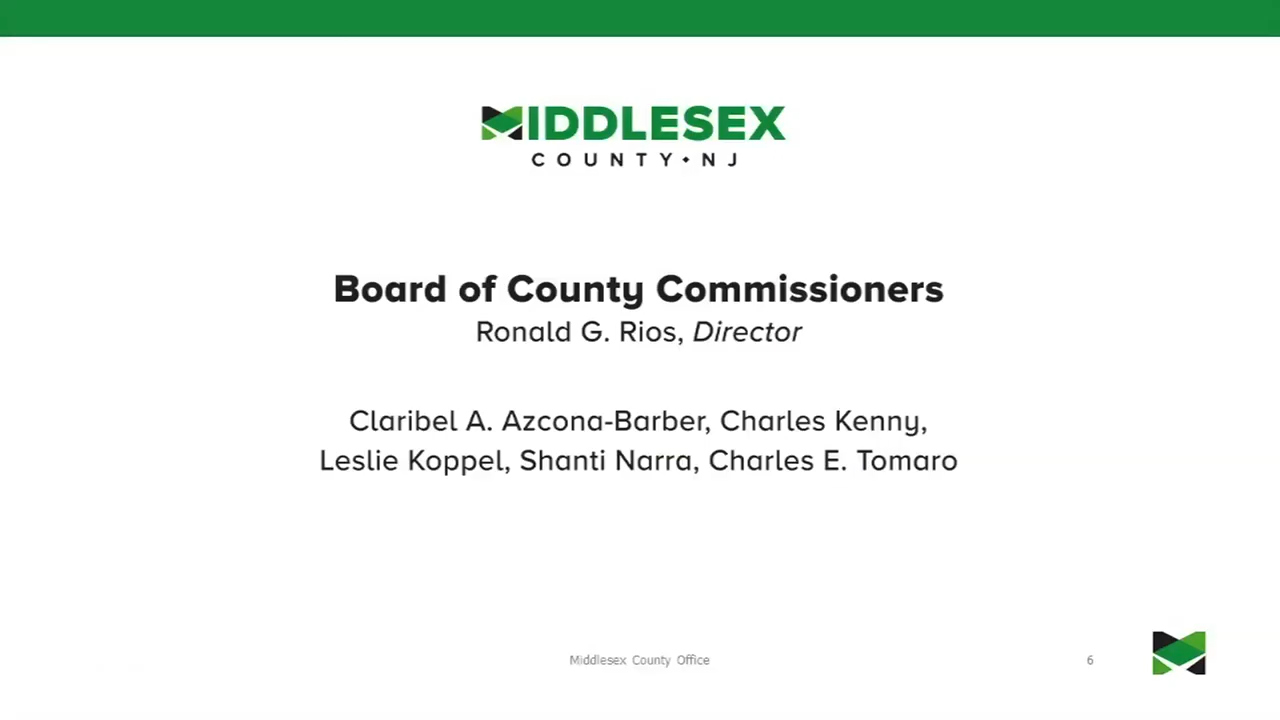 MIDDLESEX
COUNTY • NJ
Board of County Commissioners
Ronald G. Rios, Director
Claribel A. Azcona-Barber, Charles Kenny,
Leslie Koppel, Shanti Narra, Charles E. Tomaro
Middlesex County Office
6